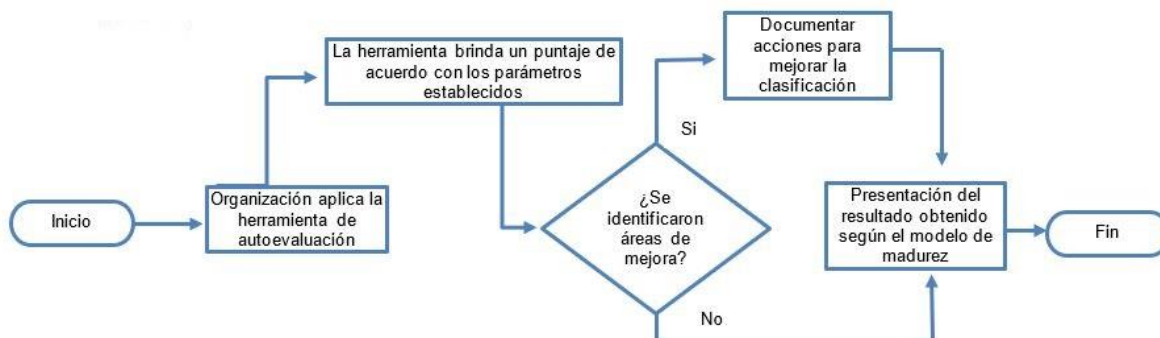 Inicio
Organización aplica la
herramienta de
autoevaluación
La herramienta brinda un puntaje de
acuerdo con los parámetros
establecidos
¿Se
identificaron
áreas de
mejora?
Si
Documentar
acciones para
mejorar la
clasificación
No
Presentación del
resultado obtenido
según el modelo de
madurez
Fin